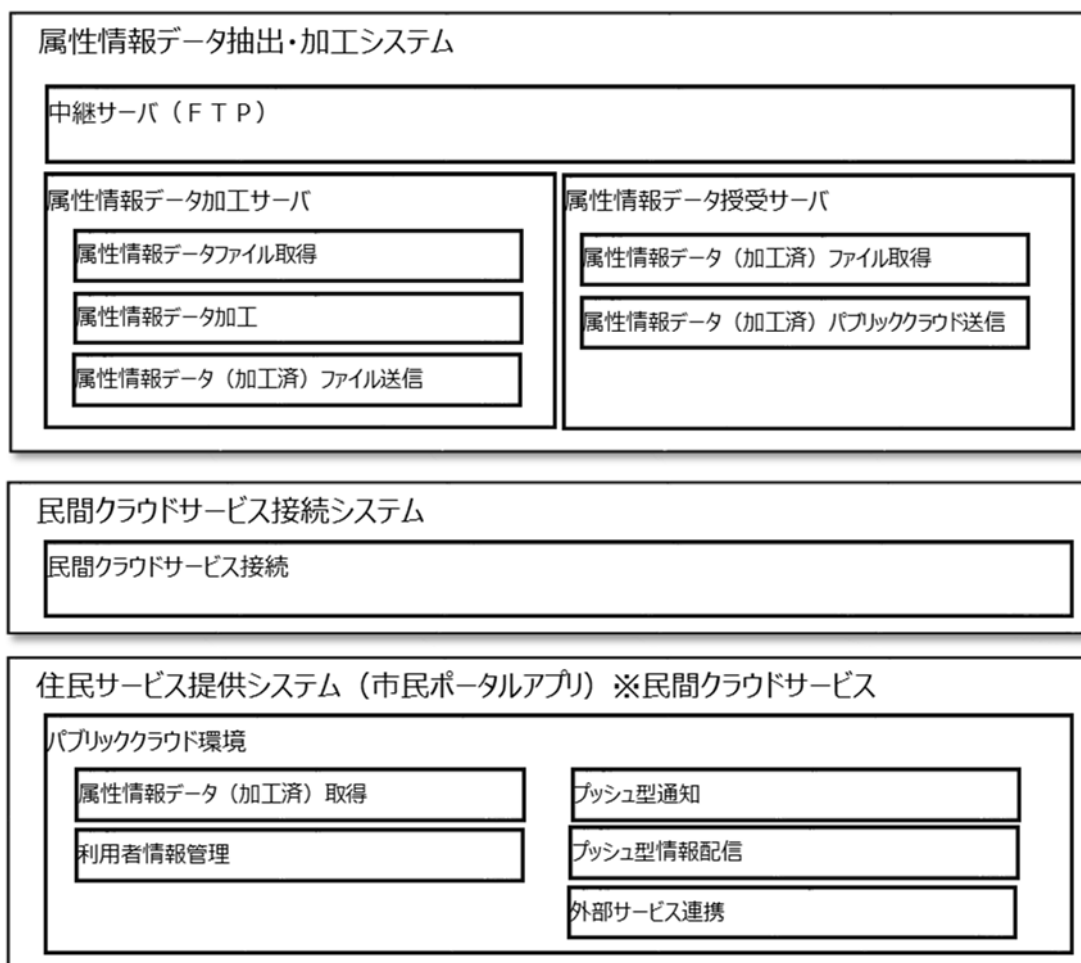 属性情報データ抽出・加工システム
中継サーバ（ＦＴＰ）
属性情報データ加工サーバ
属性情報データファイル取得
属性情報データ加工
属性情報データ（加工済）ファイル送信
属性情報データ授受サーバ
属性情報データ（加工済）ファイル取得
属性情報データ（加工済）パブリッククラウド送信
民間クラウドサービス接続システム
民間クラウドサービス接続
住民サービス提供システム（市民ポータルアプリ）※民間クラウドサービス
パブリッククラウド環境
属性情報データ（加工済）取得
利用者情報管理
プッシュ型通知
プッシュ型情報配信
外部サービス連携